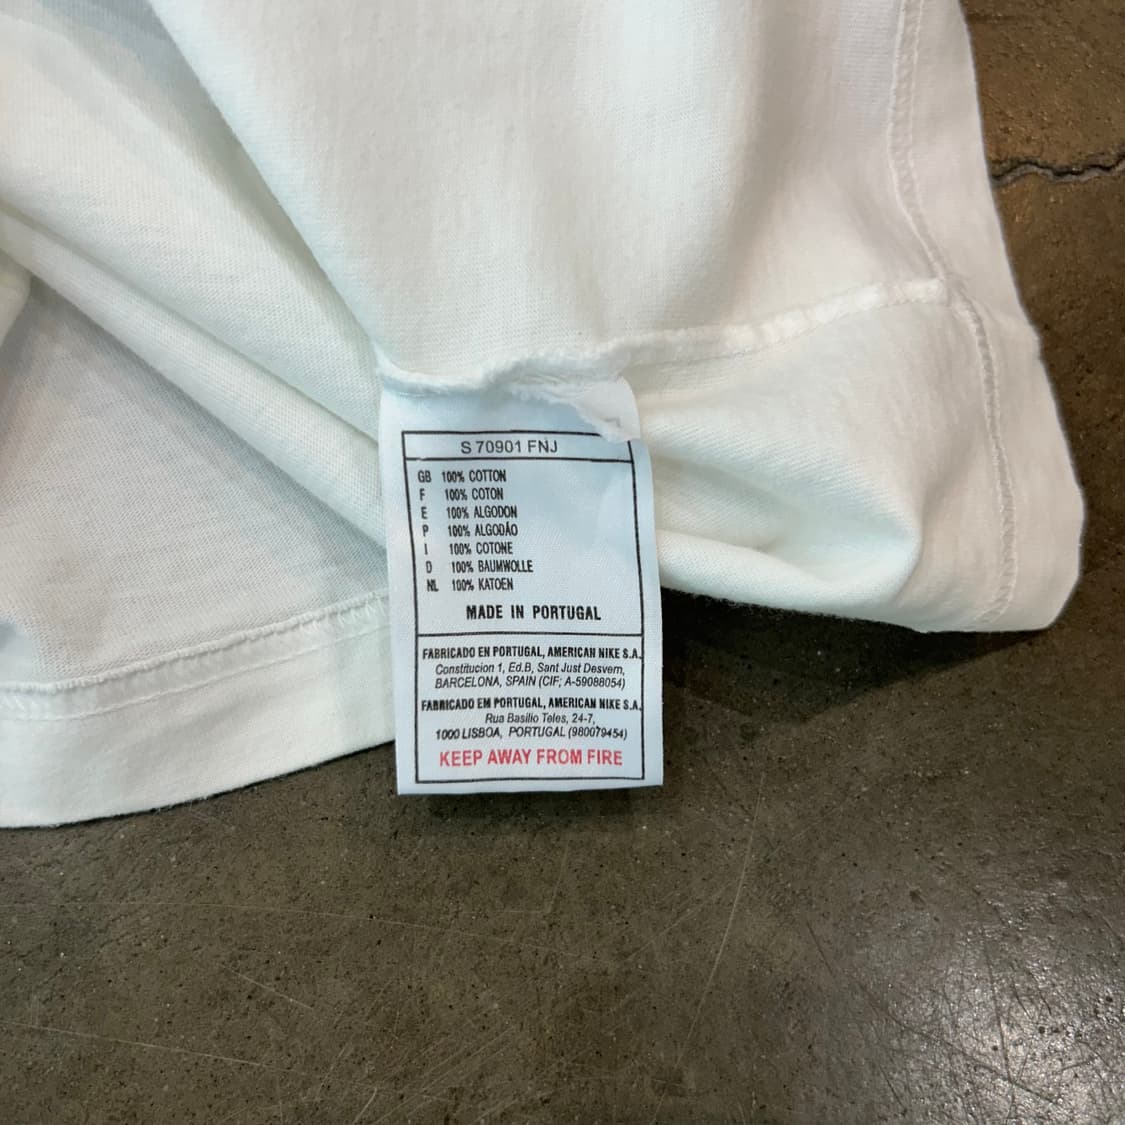 S 70901 FNJ
GB 100% COTTON
F 100% COTON
E 100% ALGODON
P 100% ALGODÃO
I 100% COTONE
D 100% BAUMWOLLE
NL 100% KATOEN
MADE IN PORTUGAL
FABRICADO EN PORTUGAL, AMERICAN NIKE S.A.
Constitucion 1, Ed.B, Sant Just Desvern,
BARCELONA, SPAIN (CIF; A-59088054)
FABRICADO EM PORTUGAL, AMERICAN NIKE S.A.
Rua Basilio Teles, 24-7,
1000 LISBOA, PORTUGAL (980079454)
KEEP AWAY FROM FIRE